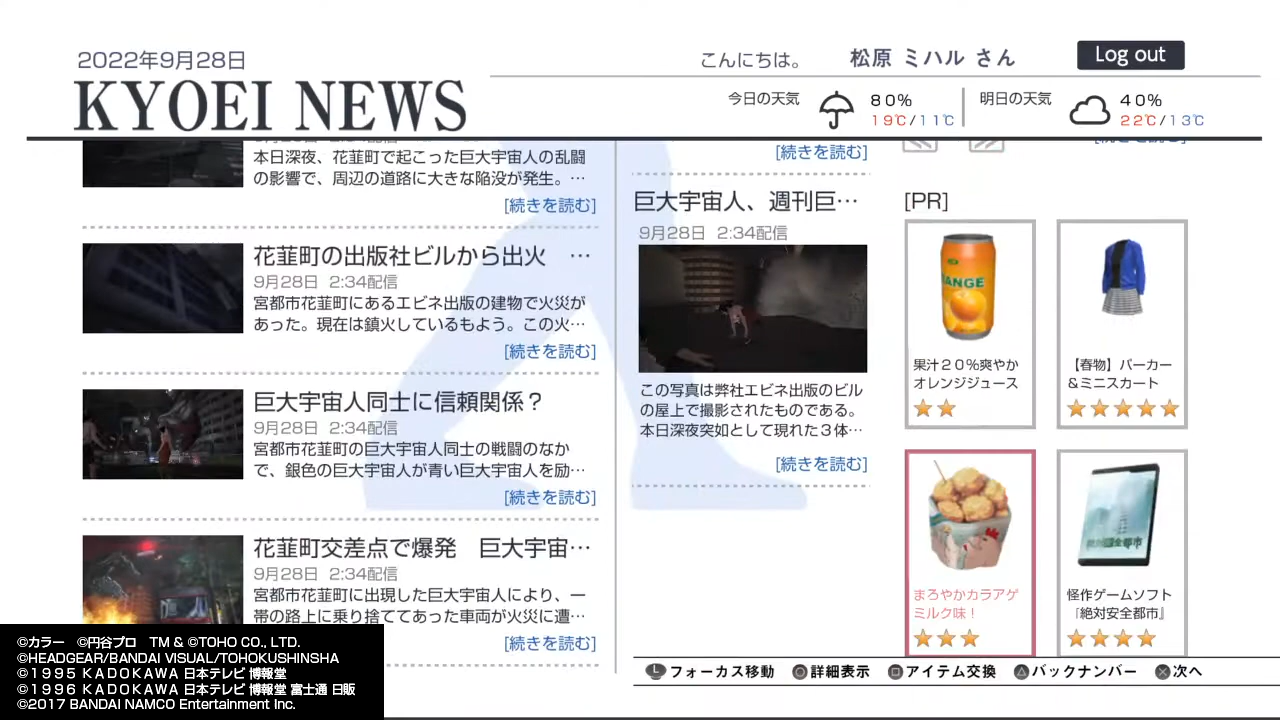 2022年9月28日
KYOEI NEWS
こんにちは。 松原 ミハル さん
Log out
今日の天気 80% 19℃/11℃
明日の天気 40% 22℃/13℃
本日深夜、花韮町で起こった巨大宇宙人の乱闘
の影響で、周辺の道路に大きな陥没が発生。…
[続きを読む]
花韮町の出版社ビルから出火 …
9月28日 2:34配信
宮都市花韮町にあるエビネ出版の建物で火災が
あった。現在は鎮火しているもよう。この火…
[続きを読む]
巨大宇宙人同士に信頼関係？
9月28日 2:34配信
宮都市花韮町の巨大宇宙人同士の戦闘のなか
で、銀色の巨大宇宙人が青い巨大宇宙人を励…
[続きを読む]
花韮町交差点で爆発　巨大宇宙…
9月28日 2:34配信
宮都市花韮町に出現した巨大宇宙人により、一
帯の路上に乗り捨ててあった車両が火災に遭…
[続きを読む]
[続きを読む]
巨大宇宙人、週刊巨…
9月28日 2:34配信
この写真は弊社エビネ出版のビル
の屋上で撮影されたものである。
本日深夜突如として現れた３体…
[続きを読む]
[PR]
ANGE
果汁２０％爽やか
オレンジジュース
【春物】パーカー
＆ミニスカート
まろやかカラアゲ
ミルク味！
絶対安全都市
怪作ゲームソフト
『絶対安全都市』
L フォーカス移動 詳細表示 アイテム交換 バックナンバー 次へ
©カラー ©円谷プロ TM & ©TOHO CO., LTD.
©HEADGEAR/BANDAI VISUAL/TOHOKUSHINSHA
©1995 KADOKAWA 日本テレビ 博報堂
©1996 KADOKAWA 日本テレビ 博報堂 富士通 日販
©2017 BANDAI NAMCO Entertainment Inc.